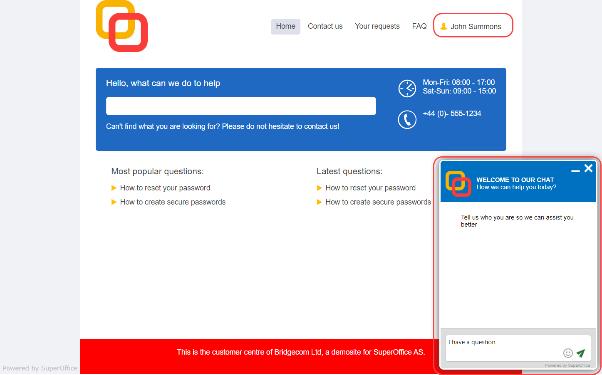 Home Contact us Your requests FAQ John Summons
Hello, what can we do to help
Can't find what you are looking for? Please do not hesitate to contact us!
Mon-Fri: 08:00 - 17:00
Sat-Sun: 09:00 - 15:00
+44 (0)- 555-1234
Most popular questions:
How to reset your password
How to create secure passwords
Latest questions:
How to reset your password
How to create secure passwords
WELCOME TO OUR CHAT
How can we help you today?
Tell us who you are so we can assist you
better
I have a question
Powered by SuperOffice
This is the customer centre of Bridgecom Ltd, a demosite for SuperOffice AS.
Powered by SuperOffice